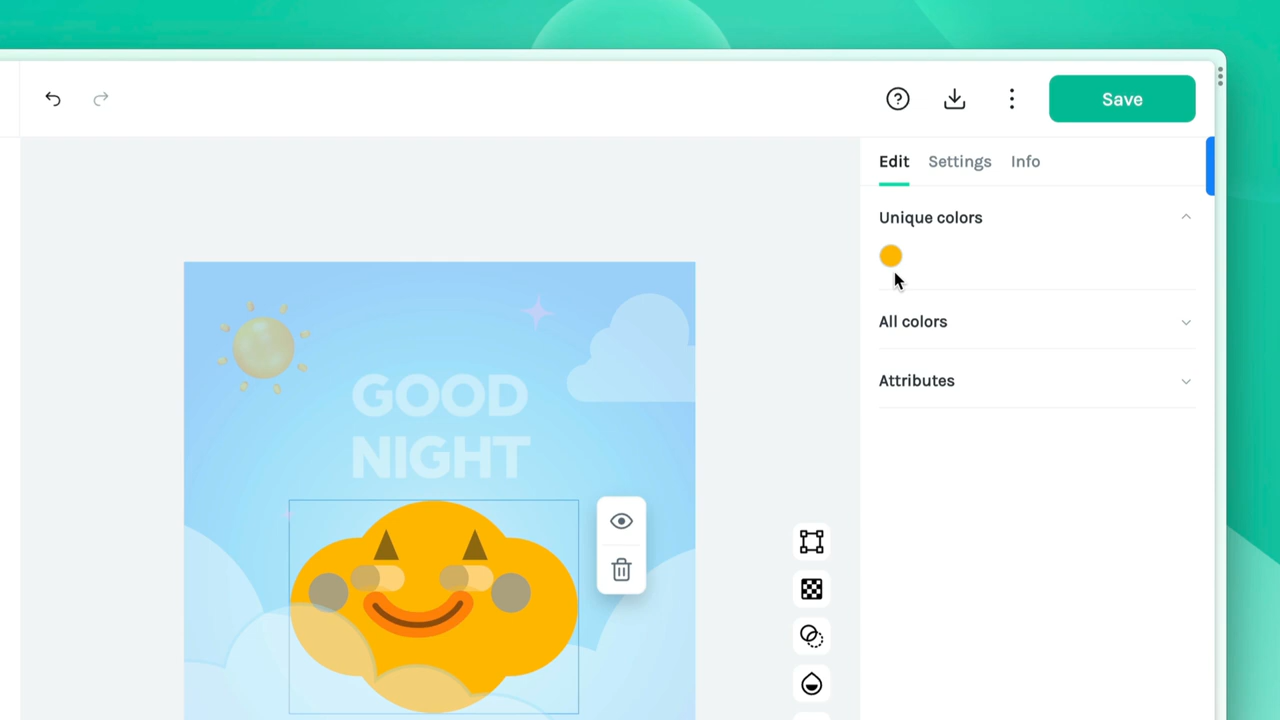 Save
Edit Settings Info
Unique colors
All colors
Attributes
GOOD
NIGHT